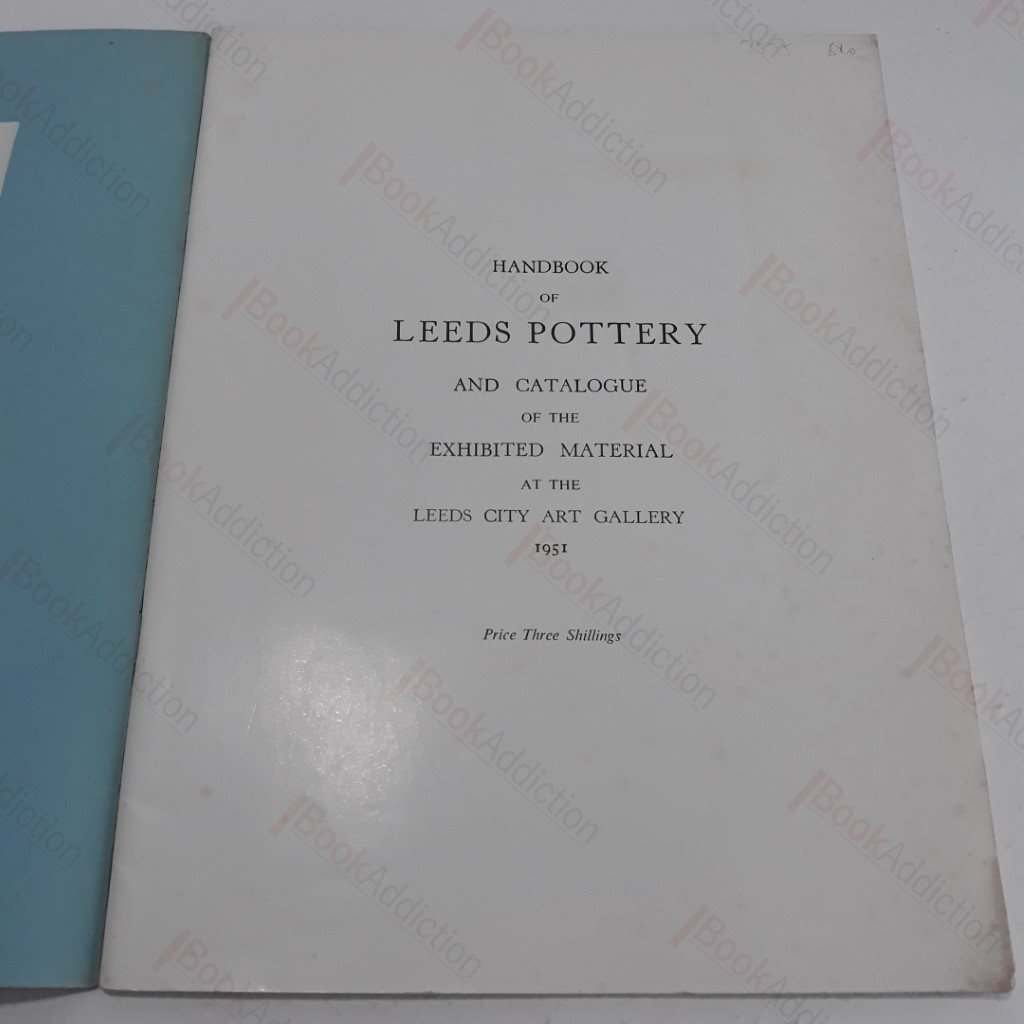 HANDBOOK
OF
LEEDS POTTERY
AND CATALOGUE
OF THE
EXHIBITED MATERIAL
AT THE
LEEDS CITY ART GALLERY
1951
Price Three Shillings
BookAddiction